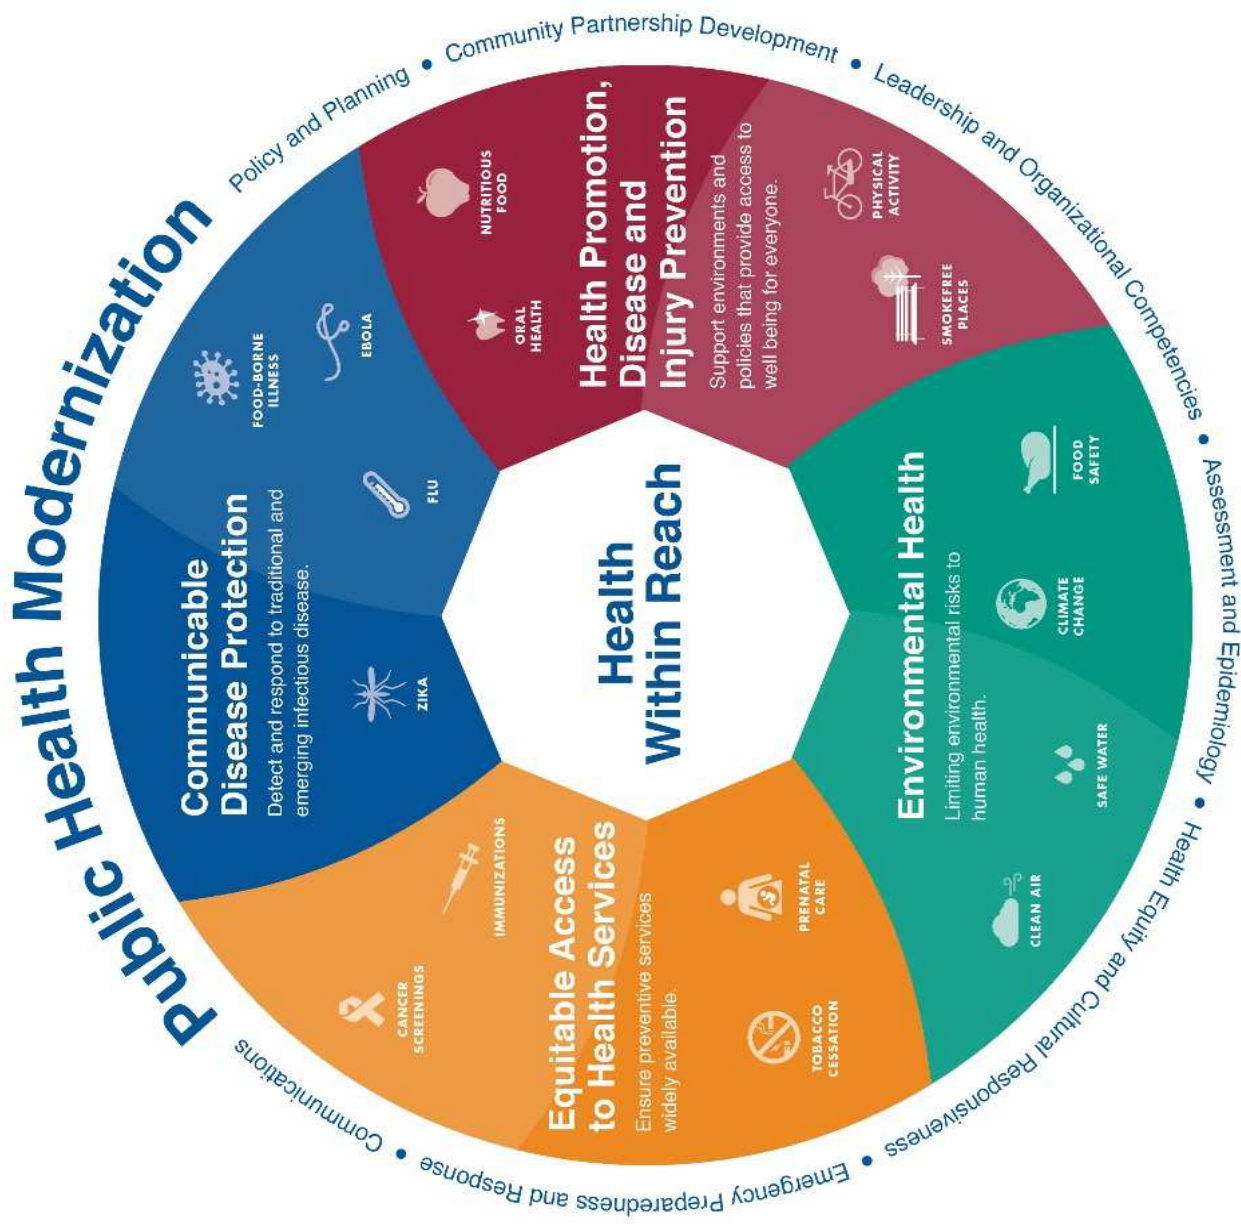 Public Health Modernization
Policy and Planning • Community Partnership Development • Leadership and Organizational Competencies • Assessment and Epidemiology • Health Equity and Cultural Responsiveness • Emergency Preparedness and Response • Communications
Communicable
Disease Protection
Detect and respond to traditional and
emerging infectious disease.
FOOD-BORNE
ILLNESS
EBOLA
FLU
ZIKA
NUTRITIOUS
FOOD
ORAL
HEALTH
Health Promotion,
Disease and
Injury Prevention
Support environments and
policies that provide access to
well being for everyone.
PHYSICAL
ACTIVITY
SMOKEFREE
PLACES
Environmental Health
Limiting environmental risks to
human health.
FOOD
SAFETY
CLIMATE
CHANGE
SAFE WATER
CLEAN AIR
IMMUNIZATIONS
CANCER
SCREENINGS
Equitable Access
to Health Services
Ensure preventive services
widely available.
PRENATAL
CARE
TOBACCO
CESSATION
Health
Within Reach